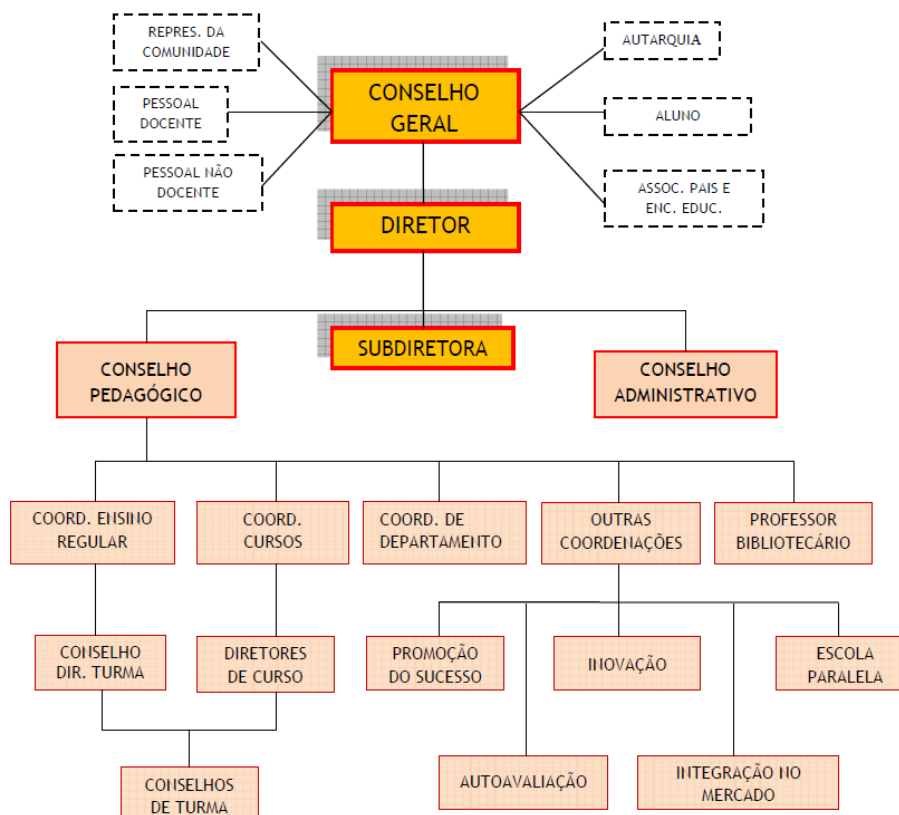 REPRES. DA
COMUNIDADE
AUTARQUIA
CONSELHO
GERAL
PESSOAL
DOCENTE
ALUNO
PESSOAL NÃO
DOCENTE
ASSOC. PAIS E
ENC. EDUC.
DIRETOR
SUBDIRETORA
CONSELHO
PEDAGÓGICO
CONSELHO
ADMINISTRATIVO
COORD. ENSINO
REGULAR
COORD.
CURSOS
COORD. DE
DEPARTAMENTO
OUTRAS
COORDENAÇÕES
PROFESSOR
BIBLIOTECÁRIO
CONSELHO
DIR. TURMA
DIRETORES
DE CURSO
PROMOÇÃO
DO SUCESSO
INOVAÇÃO
ESCOLA
PARALELA
CONSELHOS
DE TURMA
AUTOAVALIAÇÃO
INTEGRAÇÃO NO
MERCADO